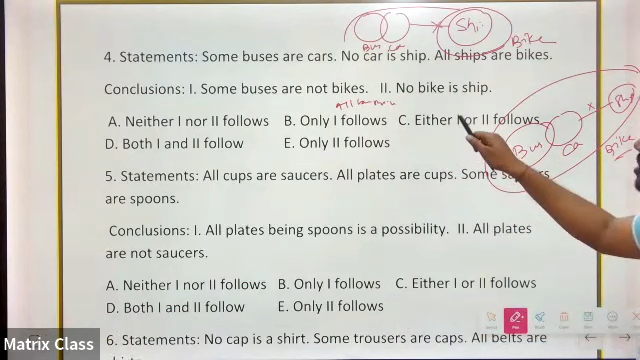 Shi.
Bus Ca Bike
4. Statements: Some buses are cars. No car is ship. All ships are bikes.
Conclusions: I. Some buses are not bikes. II. No bike is ship.
A. Neither I nor II follows B. Only I follows C. Either I or II follows
D. Both I and II follow E. Only II follows
Bus Ca Bike
5. Statements: All cups are saucers. All plates are cups. Some
are spoons.
Conclusions: I. All plates being spoons is a possibility. II. All plates
are not saucers.
A. Neither I nor II follows B. Only I follows C. Either I or II follows
D. Both I and II follow E. Only II follows
6. Statements: No cap is a shirt. Some trousers are caps. All belts are
Matrix Class